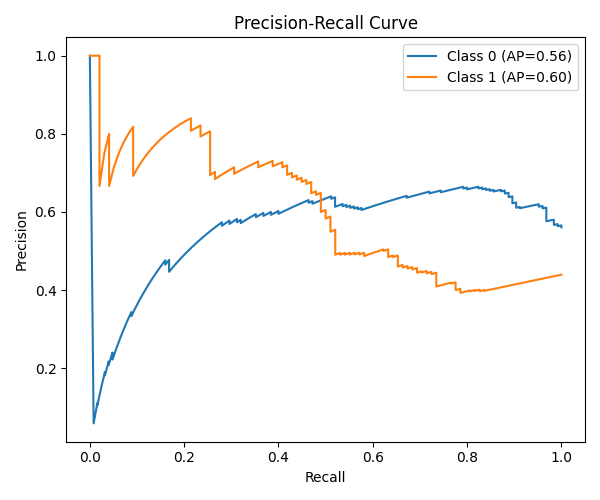 Precision-Recall Curve
Class 0 (AP=0.56)
Class 1 (AP=0.60)
Precision
1.0
0.8
0.6
0.4
0.2
0.0 0.2 0.4 0.6 0.8 1.0
Recall